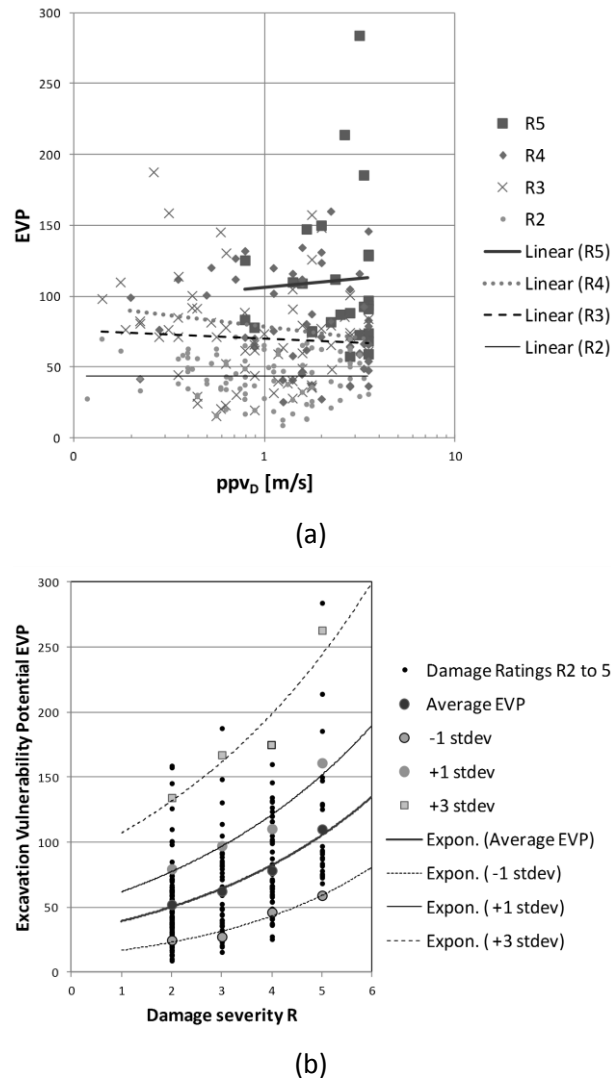 300
250
200
150
100
50
0
EVP
0
1
10
ppvD [m/s]
R5
R4
R3
R2
Linear (R5)
Linear (R4)
Linear (R3)
Linear (R2)
(a)
300
250
200
150
100
50
0
Excavation Vulnerability Potential EVP
0 1 2 3 4 5 6
Damage severity R
Damage Ratings R2 to 5
Average EVP
-1 stdev
+1 stdev
+3 stdev
Expon. (Average EVP)
Expon. ( -1 stdev)
Expon. ( +1 stdev)
Expon. ( +3 stdev)
(b)